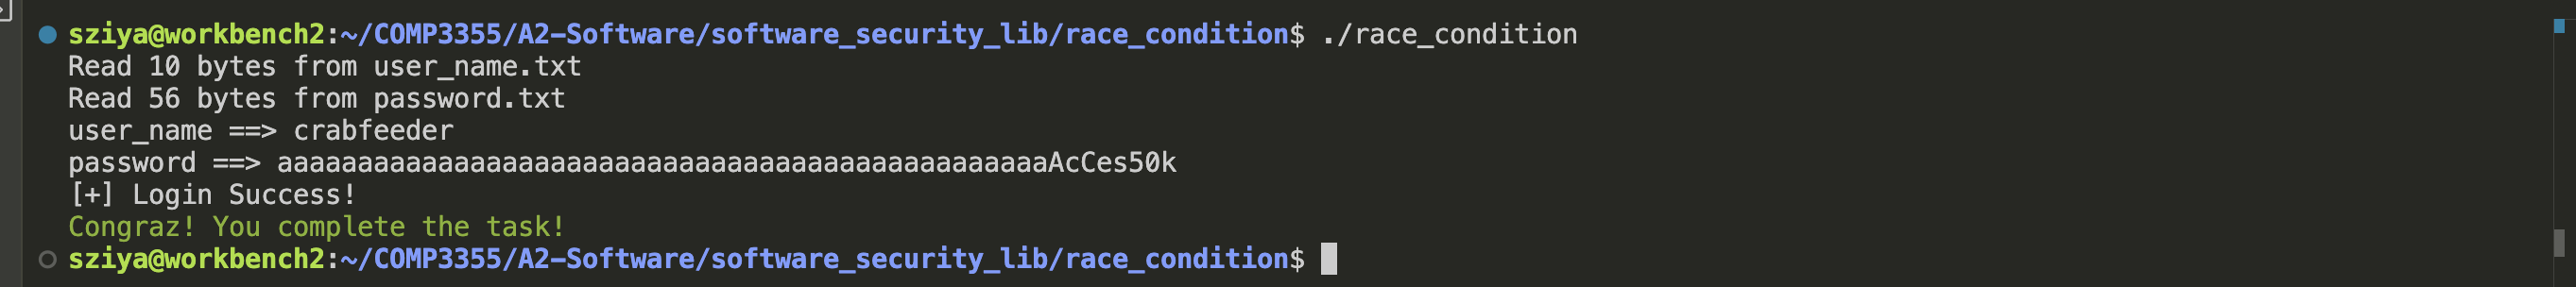 sziya@workbench2:~/COMP3355/A2-Software/software_security_lib/race_condition$ ./race_condition
Read 10 bytes from user_name.txt
Read 56 bytes from password.txt
user_name ==> crabfeeder
password ==> aaaaaaaaaaaaaaaaaaaaaaaaaaaaaaaaaaaaaaaaaaaaaaaaAcCes50k
[+] Login Success!
Congraz! You complete the task!
sziya@workbench2:~/COMP3355/A2-Software/software_security_lib/race_condition$